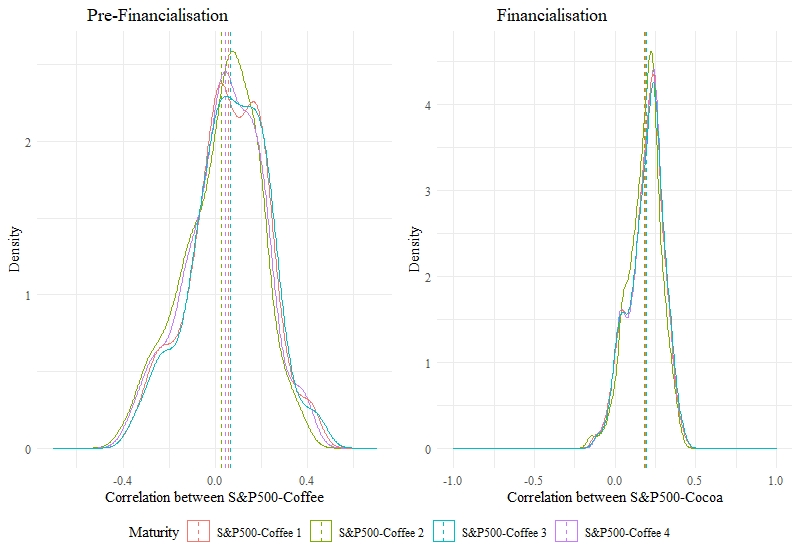 Pre-Financialisation
Financialisation
Density
2
1
0
-0.4
0.0
0.4
Correlation between S&P500-Coffee
Density
4
3
2
1
0
-1.0
-0.5
0.0
0.5
1.0
Correlation between S&P500-Cocoa
Maturity S&P500-Coffee 1 S&P500-Coffee 2 S&P500-Coffee 3 S&P500-Coffee 4